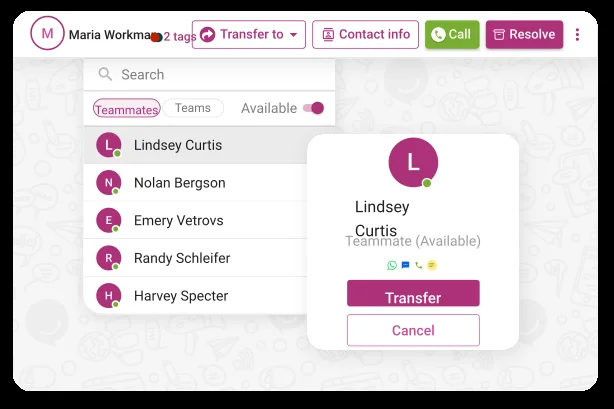 M Maria Workman 2 tags Transfer to Contact info Call Resolve
Search
Teammates Teams Available
L Lindsey Curtis
N Nolan Bergson
E Emery Vetrovs
R Randy Schleifer
H Harvey Specter
L
Lindsey
Curtis
Teammate (Available)
Transfer
Cancel